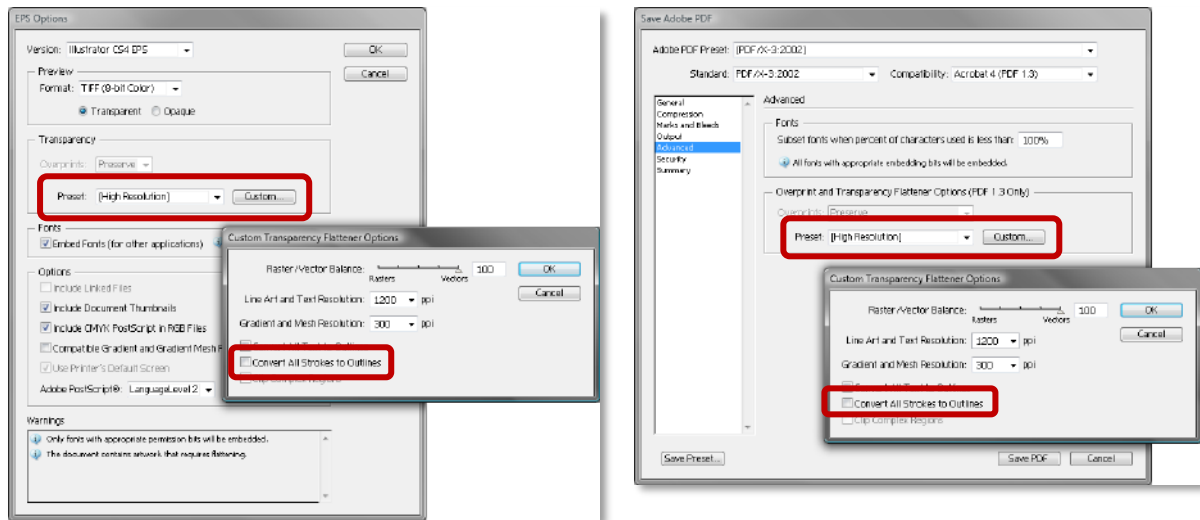 EPS Options
Version: Illustrator CS4 EPS
OK
Cancel
Preview
Format: TIFF (8-bit Color)
Transparent Opaque
Transparency
Overprints: Preserve
Preset: [High Resolution] Custom...
Fonts
Embed Fonts (for other applications)
Options
Include Linked Files
Include Document Thumbnails
Include CMYK PostScript in RGB Files
Compatible Gradient and Gradient Mesh
Use Printer's Default Screen
Adobe PostScript®: LanguageLevel 2
Warnings
Only fonts with appropriate permission bits will be embedded.
The document contains artwork that requires flattening.
Custom Transparency Flattener Options
Raster/Vector Balance: 100
Rasters Vectors
OK
Cancel
Line Art and Text Resolution: 1200 ppi
Gradient and Mesh Resolution: 300 ppi
Convert All Strokes to Outlines
Clip Complex Regions
Save Adobe PDF
Adobe PDF Preset: [PDF/X-3:2002]
Standard: PDF/X-3:2002 Compatibility: Acrobat 4 (PDF 1.3)
General
Compression
Marks and Bleeds
Output
Advanced
Security
Summary
Advanced
Fonts
Subset fonts when percent of characters used is less than: 100%
All fonts with appropriate embedding bits will be embedded.
Overprint and Transparency Flattener Options (PDF 1.3 Only)
Overprints: Preserve
Preset: [High Resolution] Custom...
Custom Transparency Flattener Options
Raster/Vector Balance: 100
Rasters Vectors
OK
Cancel
Line Art and Text Resolution: 1200 ppi
Gradient and Mesh Resolution: 300 ppi
Convert All Strokes to Outlines
Clip Complex Regions
Save Preset... Save PDF Cancel